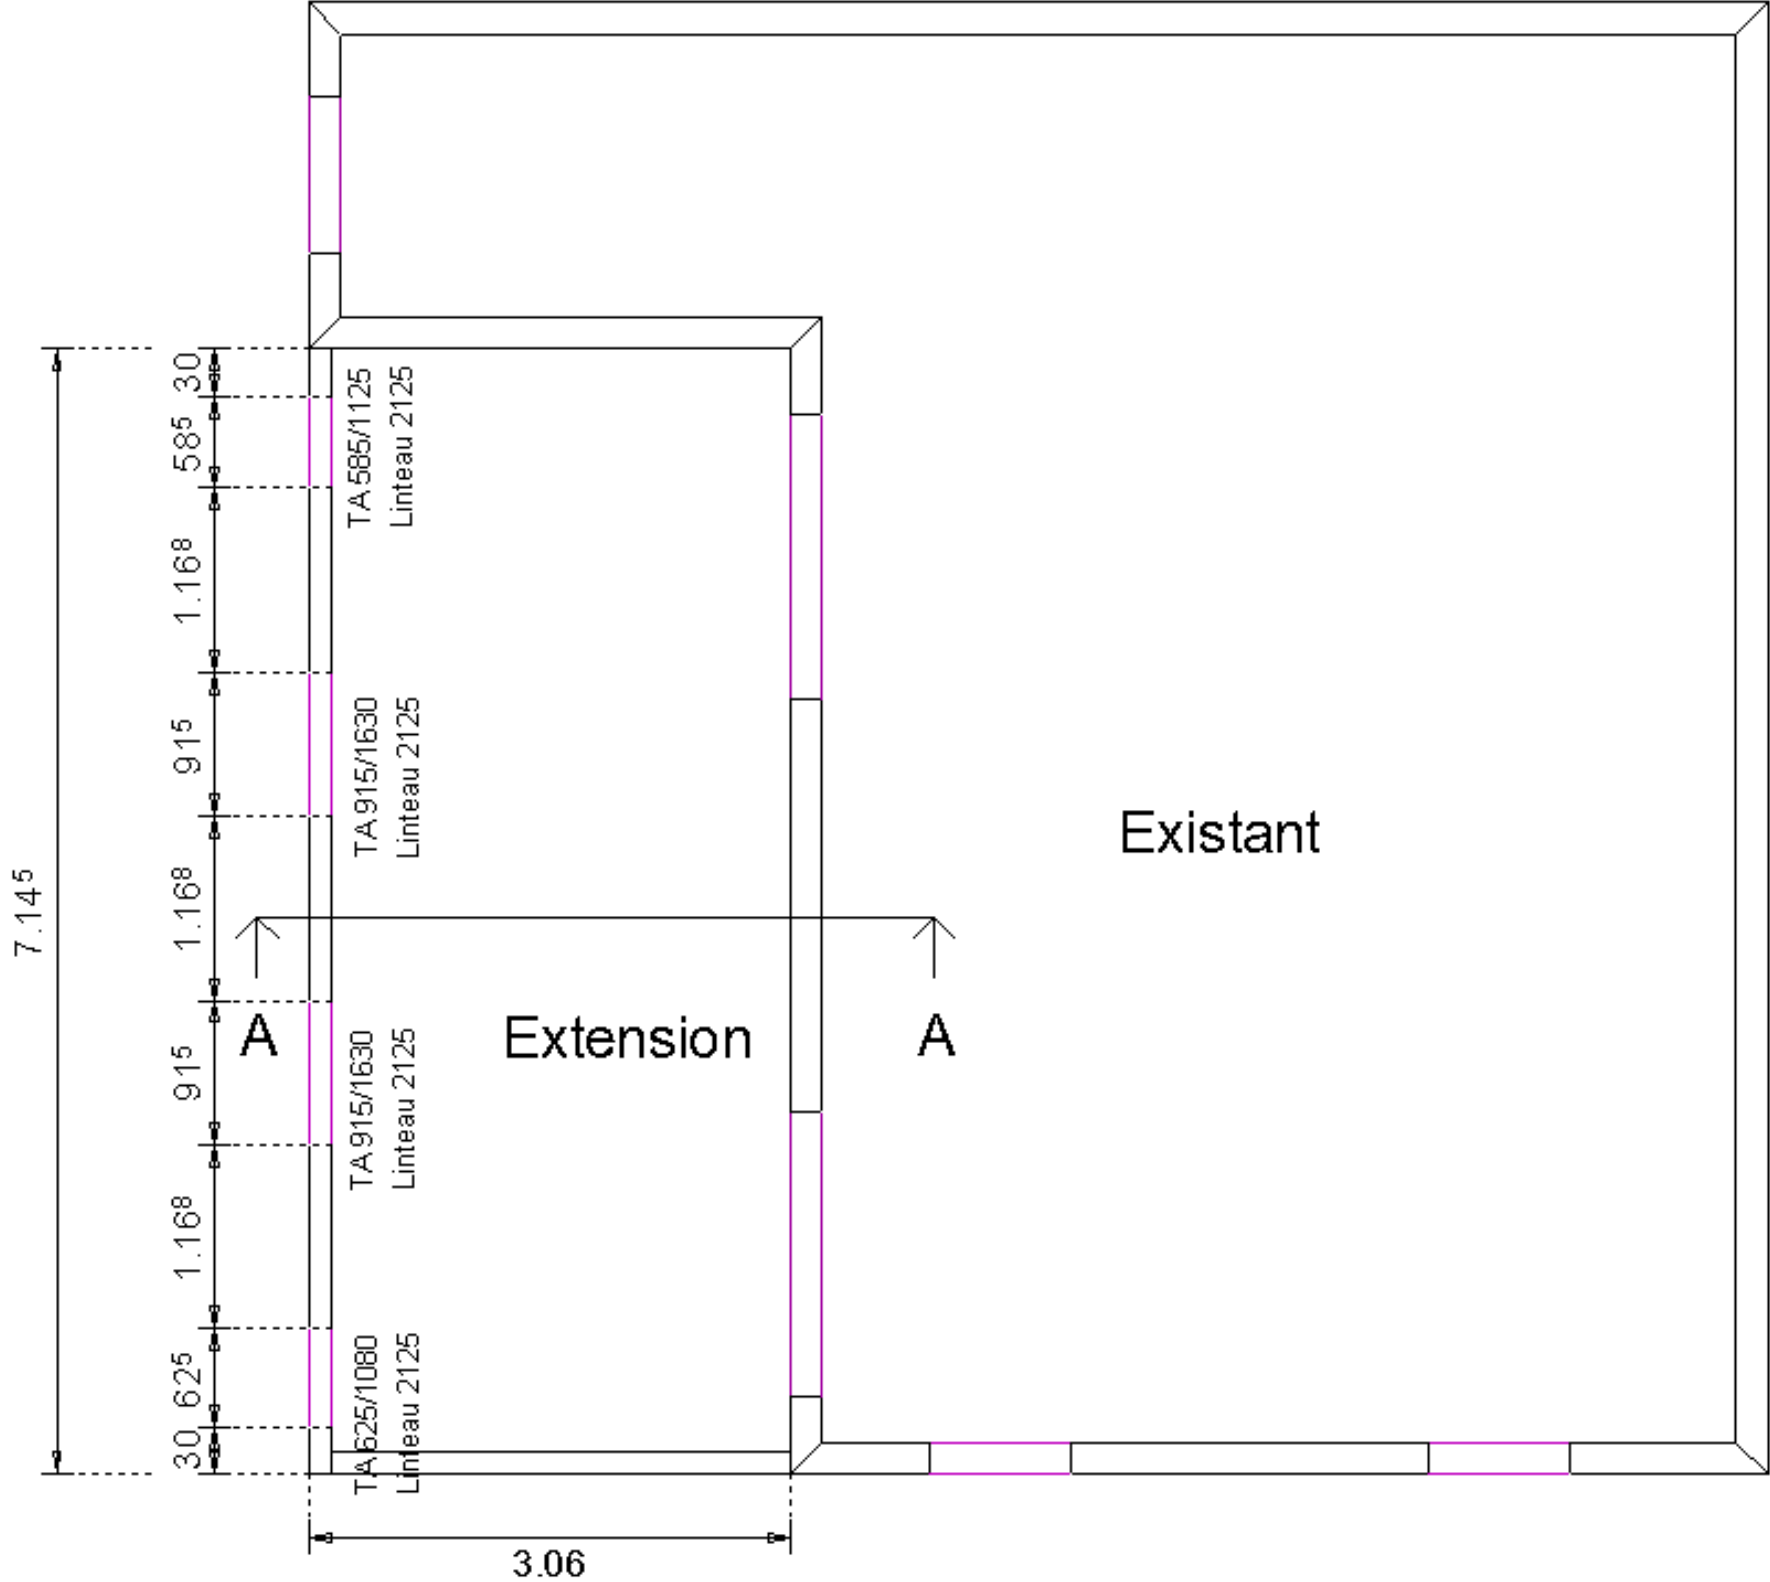 30
58⁵
1.16⁸
91⁵
1.16⁸
91⁵
1.16⁸
62⁵
30
7.14⁵
TA 585/1125
Linteau 2125
TA 915/1630
Linteau 2125
TA 915/1630
Linteau 2125
TA 625/1080
Linteau 2125
Existant
A
Extension
A
3.06